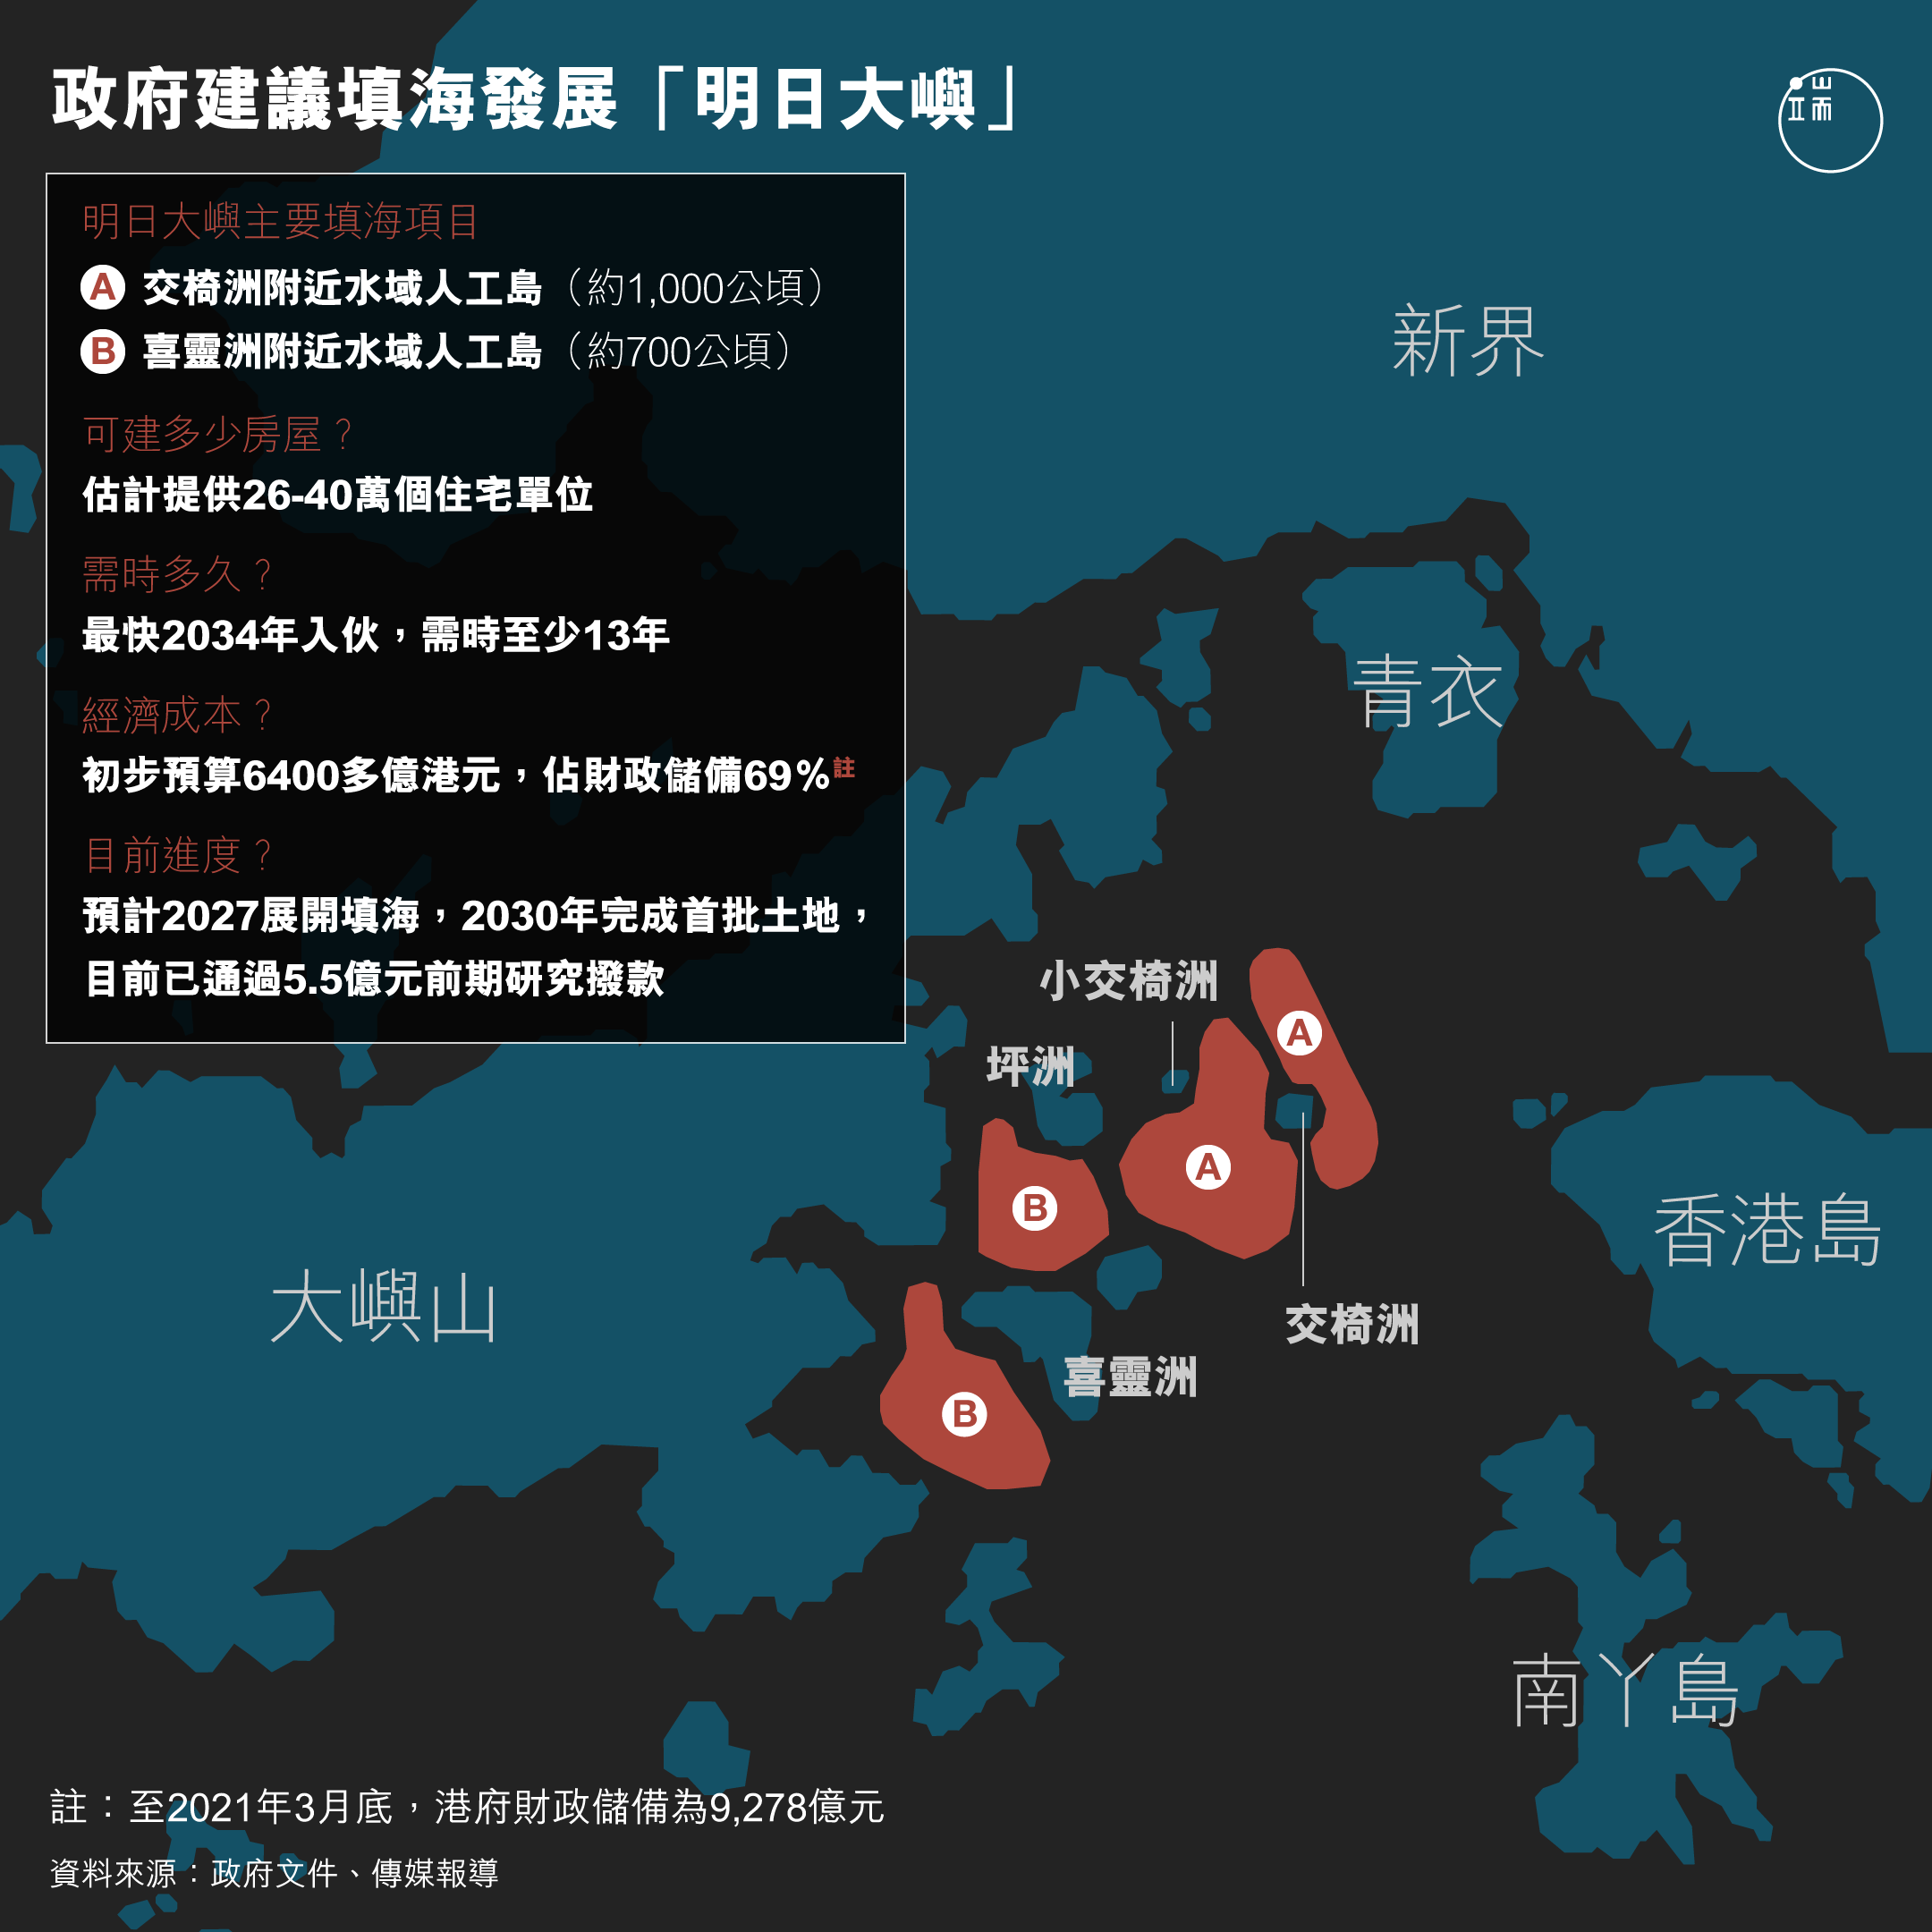 政府建議填海發展「明日大嶼」
端
明日大嶼主要填海項目
A 交椅洲附近水域人工島（約1,000公頃）
B 喜靈洲附近水域人工島（約700公頃）
可建多少房屋？
估計提供26-40萬個住宅單位
需時多久？
最快2034年入伙，需時至少13年
經濟成本？
初步預算6400多億港元，佔財政儲備69%註
目前進度？
預計2027展開填海，2030年完成首批土地，
目前已通過5.5億元前期研究撥款
新界
青衣
小交椅洲
A
坪洲
A
B
香港島
大嶼山
交椅洲
喜靈洲
B
南丫島
註：至2021年3月底，港府財政儲備為9,278億元
資料來源：政府文件、傳媒報導